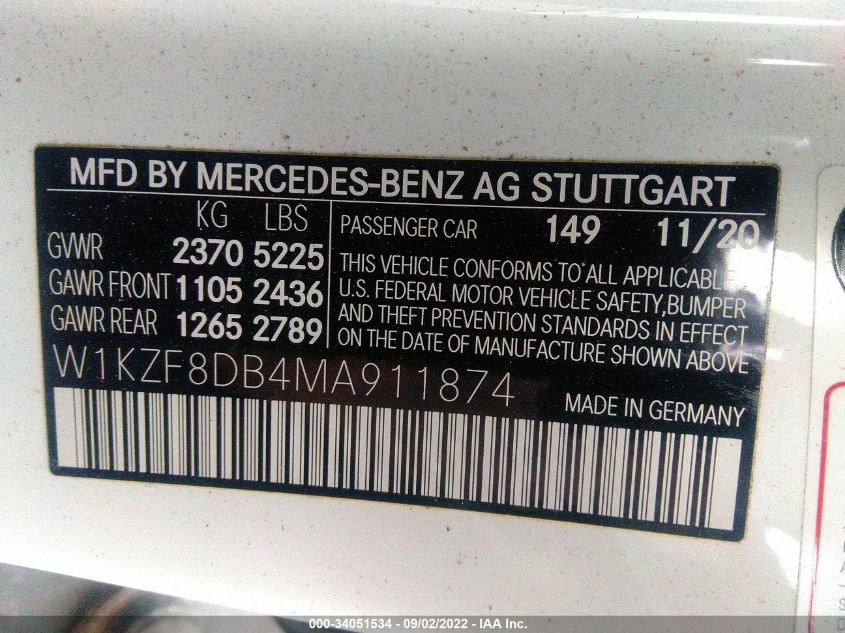 MFD BY MERCEDES-BENZ AG STUTTGART
KG LBS
GVWR 2370 5225
GAWR FRONT 1105 2436
GAWR REAR 1265 2789
PASSENGER CAR 149 11/20
THIS VEHICLE CONFORMS TO ALL APPLICABLE
U.S. FEDERAL MOTOR VEHICLE SAFETY, BUMPER
AND THEFT PREVENTION STANDARDS IN EFFECT
ON THE DATE OF MANUFACTURE SHOWN ABOVE
W1KZF8DB4MA911874
MADE IN GERMANY
000-34051534 - 09/02/2022 - IAA Inc.